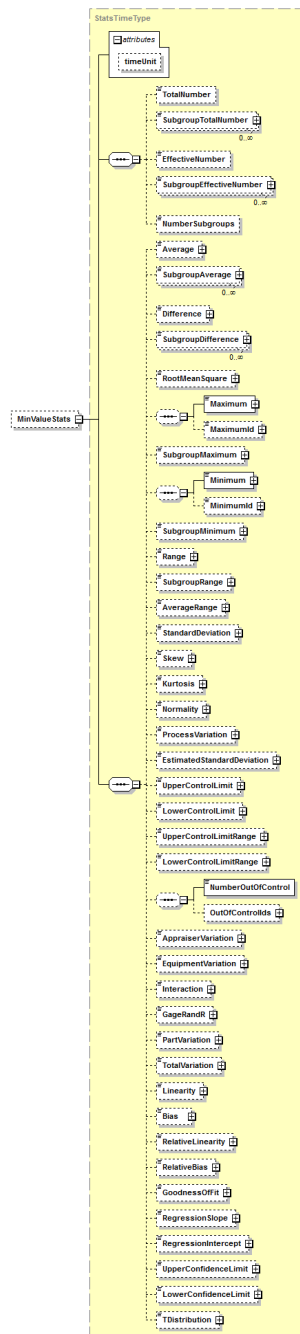 StatsTimeType
attributes
timeUnit
TotalNumber
SubgroupTotalNumber
0..∞
EffectiveNumber
SubgroupEffectiveNumber
0..∞
NumberSubgroups
Average
SubgroupAverage
0..∞
Difference
SubgroupDifference
0..∞
RootMeanSquare
Maximum
MinValueStats
MaximumId
SubgroupMaximum
Minimum
MinimumId
SubgroupMinimum
Range
SubgroupRange
AverageRange
StandardDeviation
Skew
Kurtosis
Normality
ProcessVariation
EstimatedStandardDeviation
UpperControlLimit
LowerControlLimit
UpperControlLimitRange
LowerControlLimitRange
NumberOutOfControl
OutOfControlIds
AppraiserVariation
EquipmentVariation
Interaction
GageRandR
PartVariation
TotalVariation
Linearity
Bias
RelativeLinearity
RelativeBias
GoodnessOfFit
RegressionSlope
RegressionIntercept
UpperConfidenceLimit
LowerConfidenceLimit
TDistribution